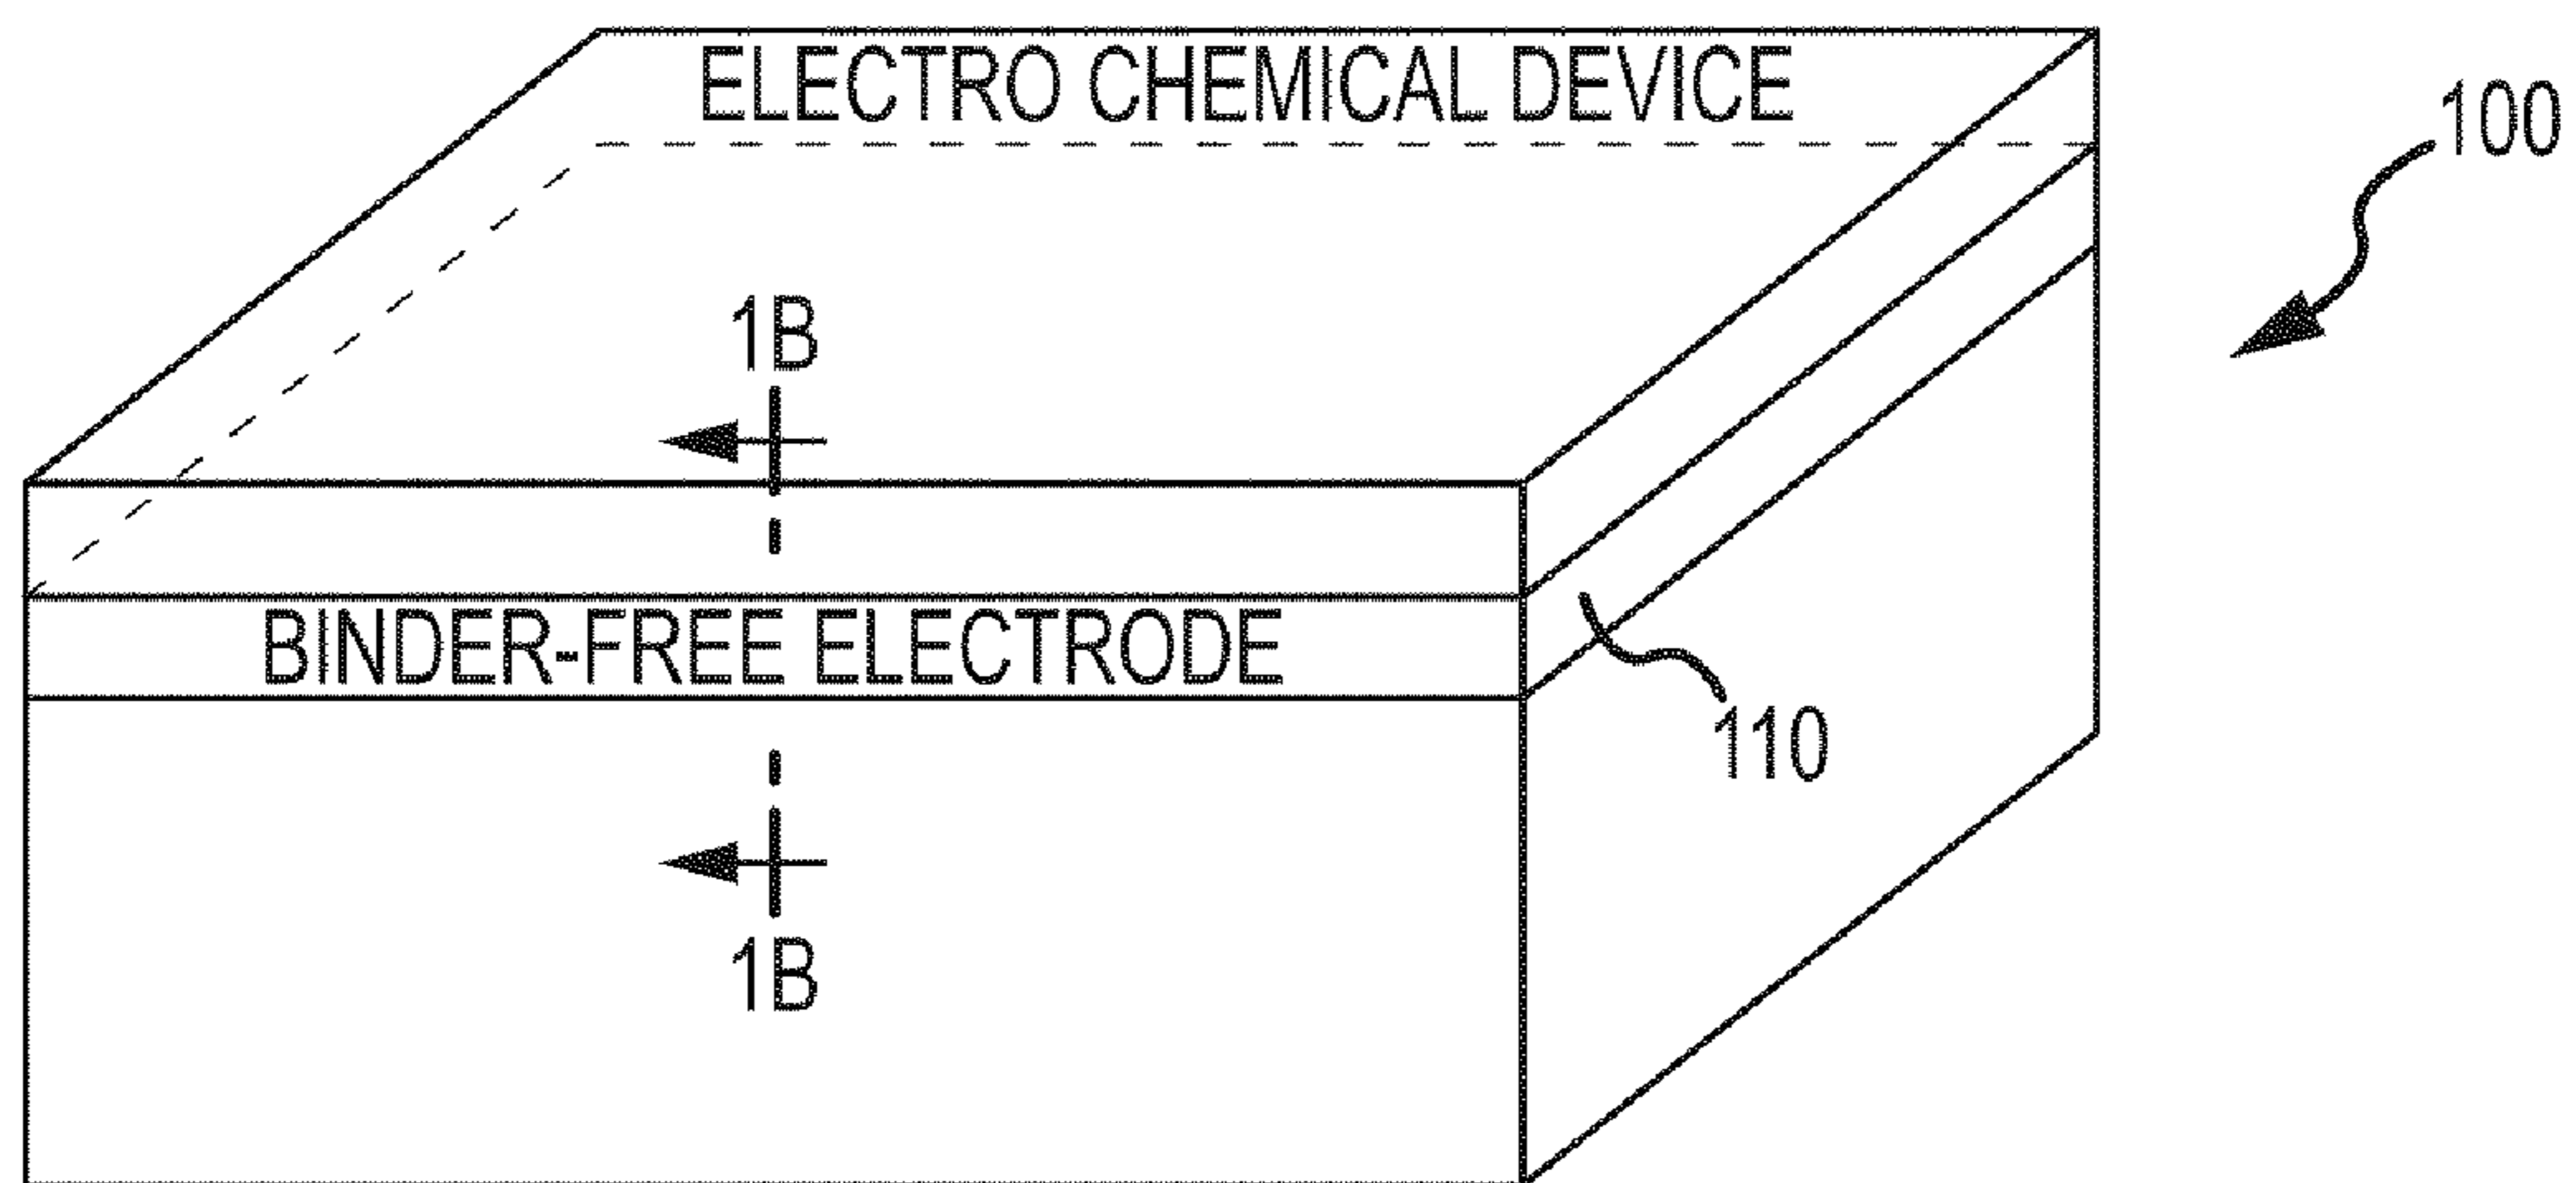 ELECTRO CHEMICAL DEVICE
100
1B
BINDER-FREE ELECTRODE
110
1B